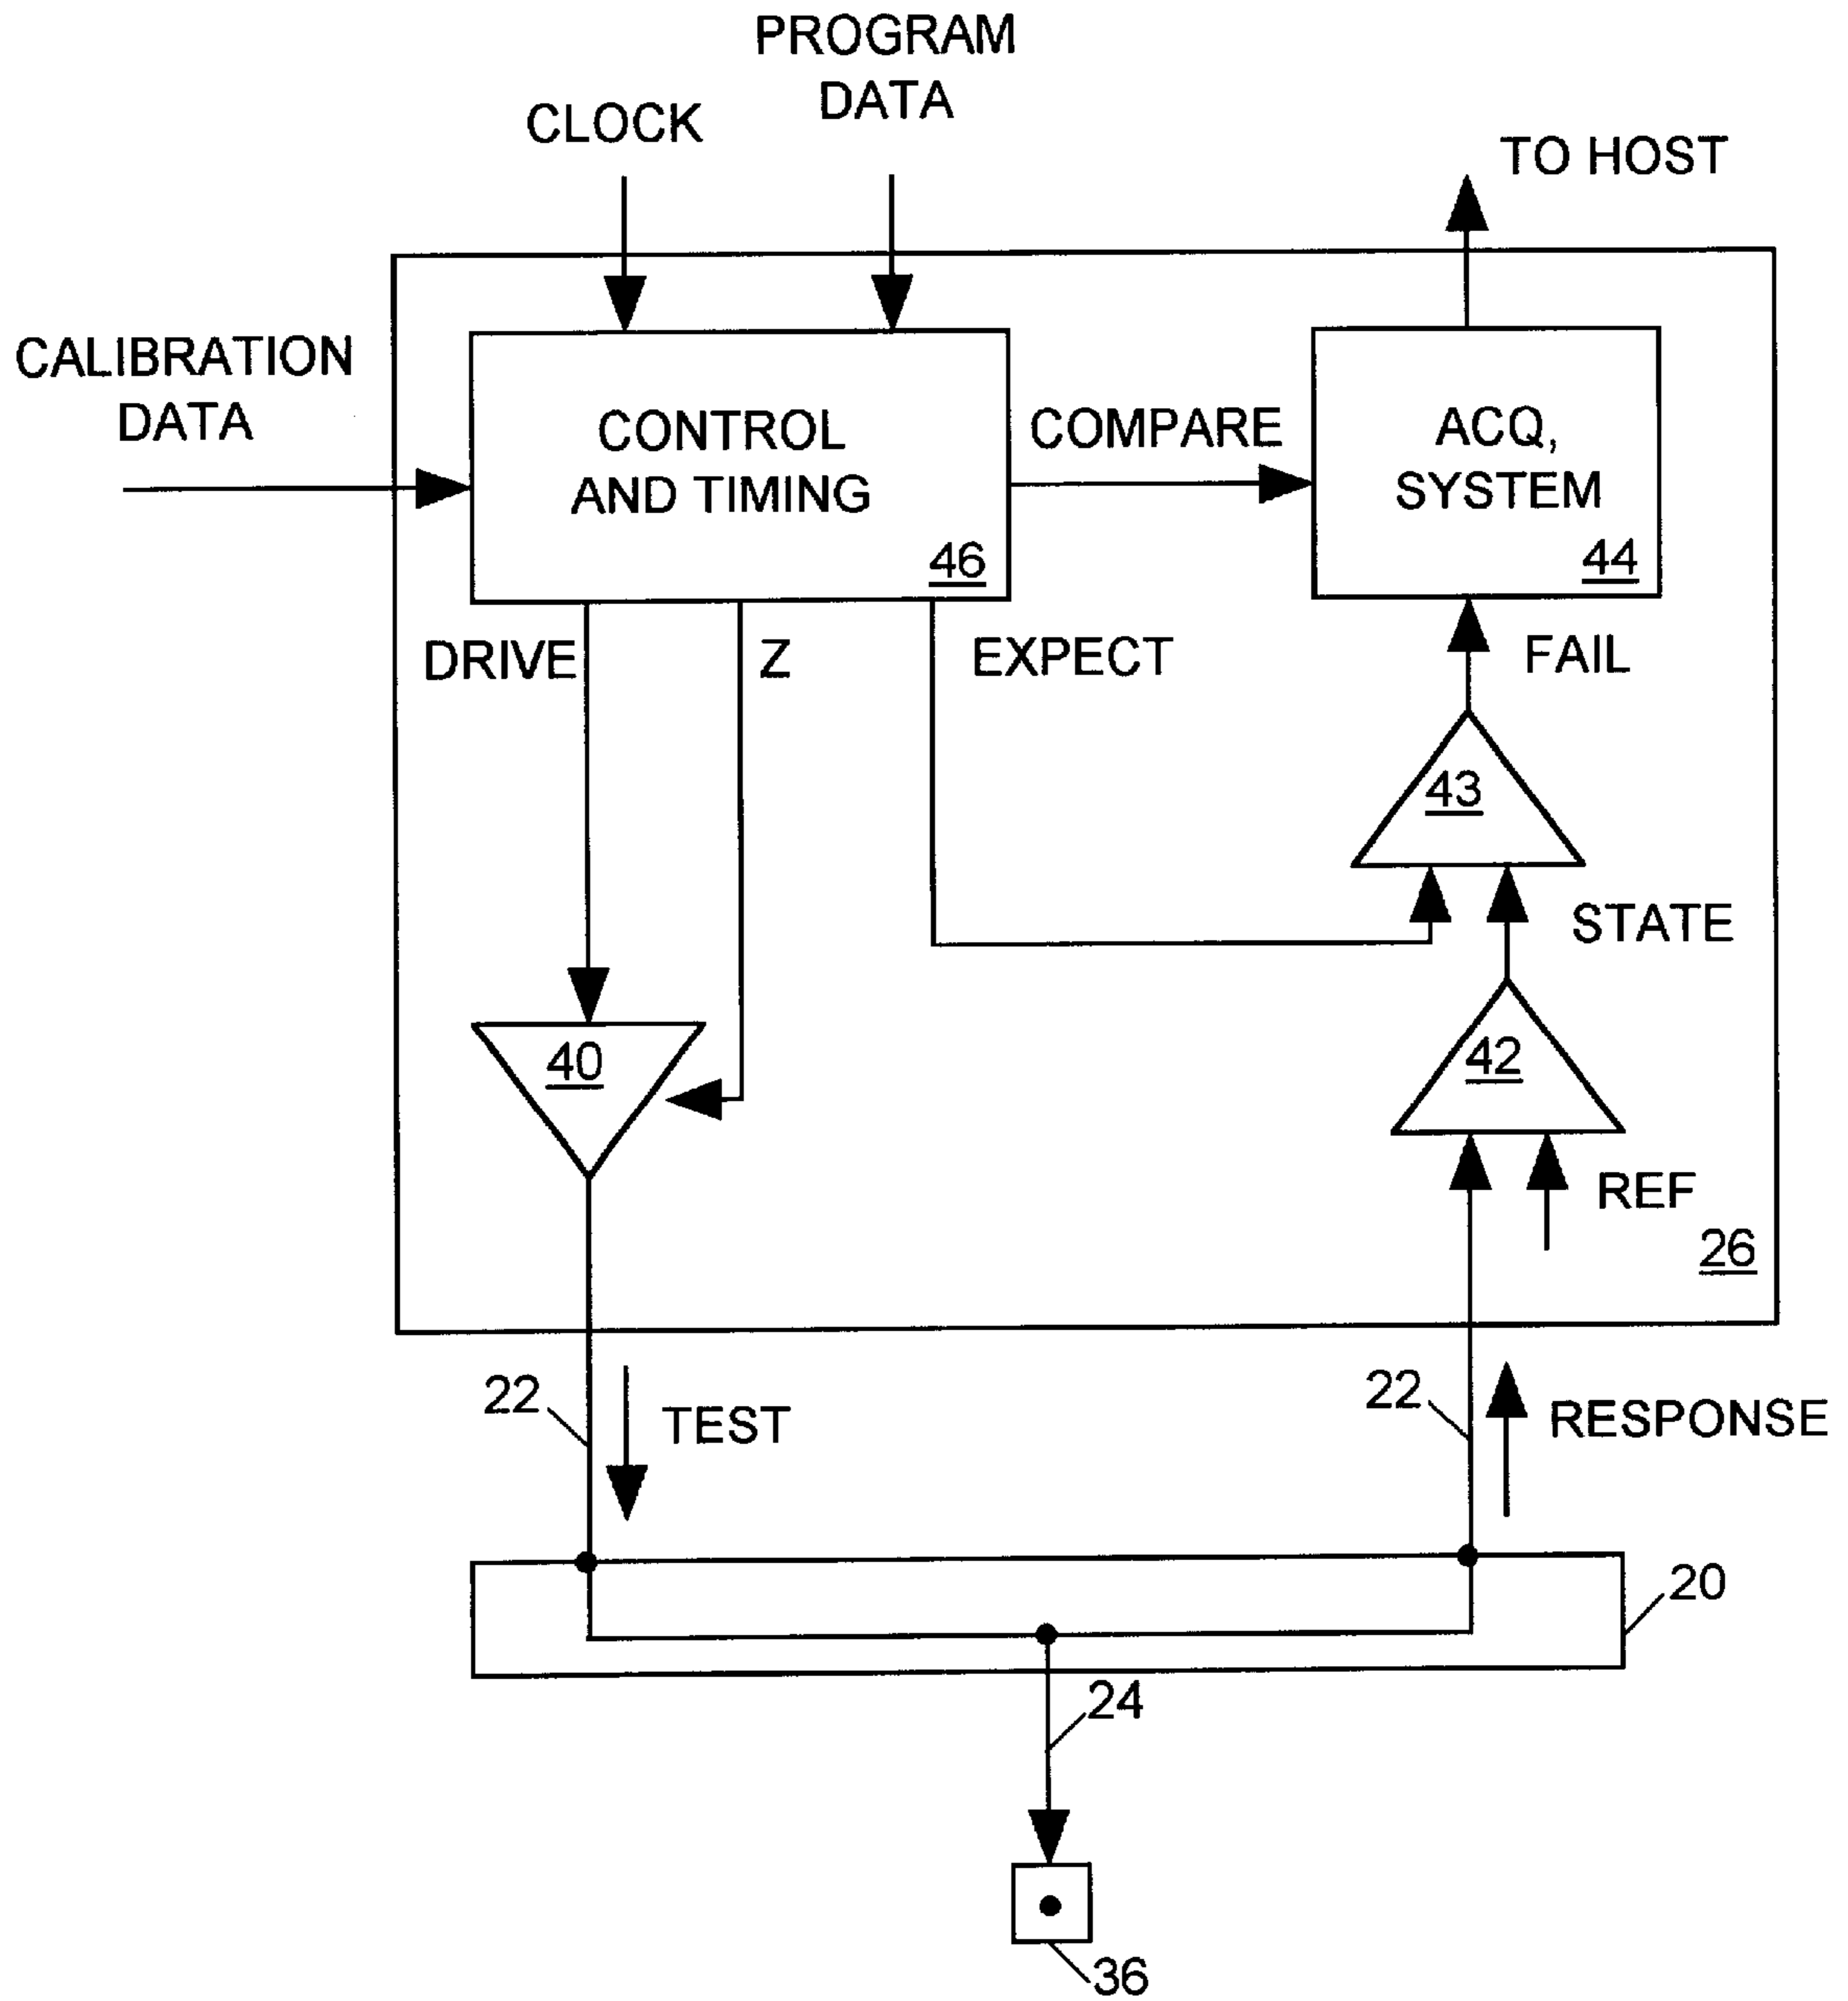 PROGRAM
DATA
CLOCK
TO HOST
CALIBRATION
DATA
CONTROL
AND TIMING
46
COMPARE
ACQ,
SYSTEM
44
DRIVE
Z
EXPECT
FAIL
43
STATE
40
42
REF
26
22
TEST
22
RESPONSE
20
24
36